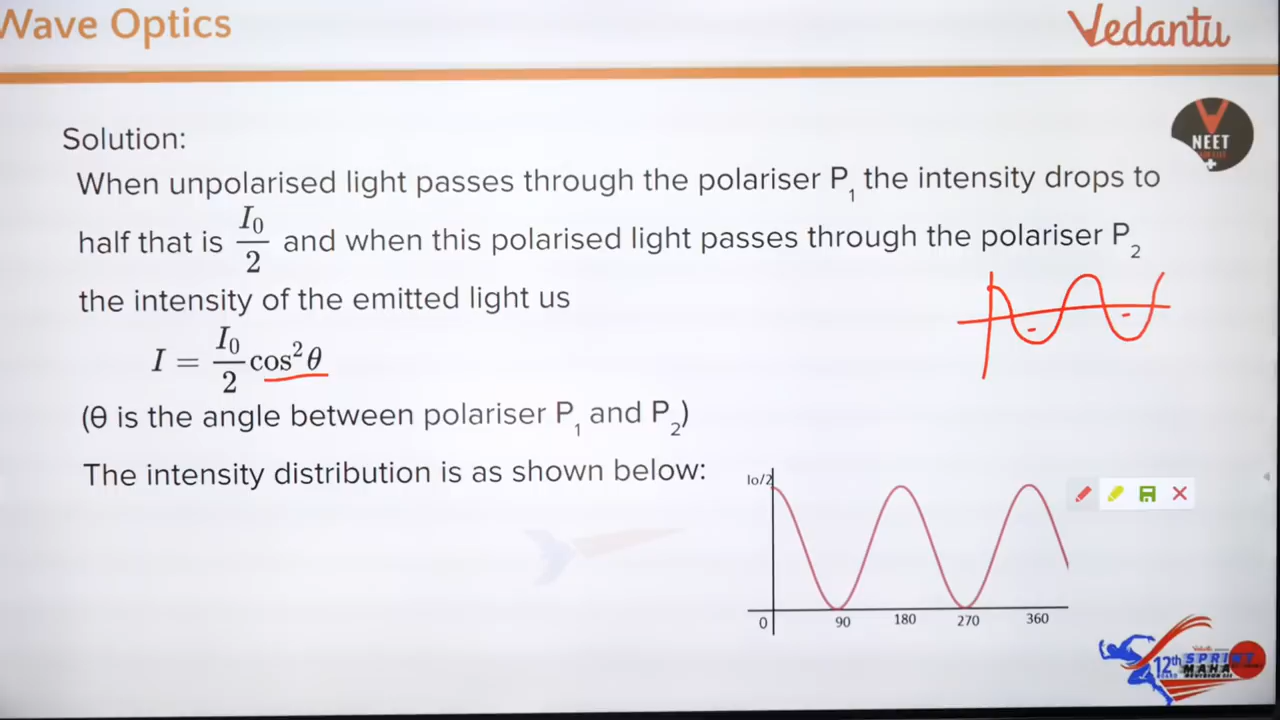 Wave Optics
Vedantu
NEET
Solution:
When unpolarised light passes through the polariser P₁ the intensity drops to
half that is I₀/2 and when this polarised light passes through the polariser P₂
the intensity of the emitted light us
I = I₀/2 cos²θ
(θ is the angle between polariser P₁ and P₂)
The intensity distribution is as shown below:
Io/2
0 90 180 270 360
12th SPRINT
BOARD MAHA